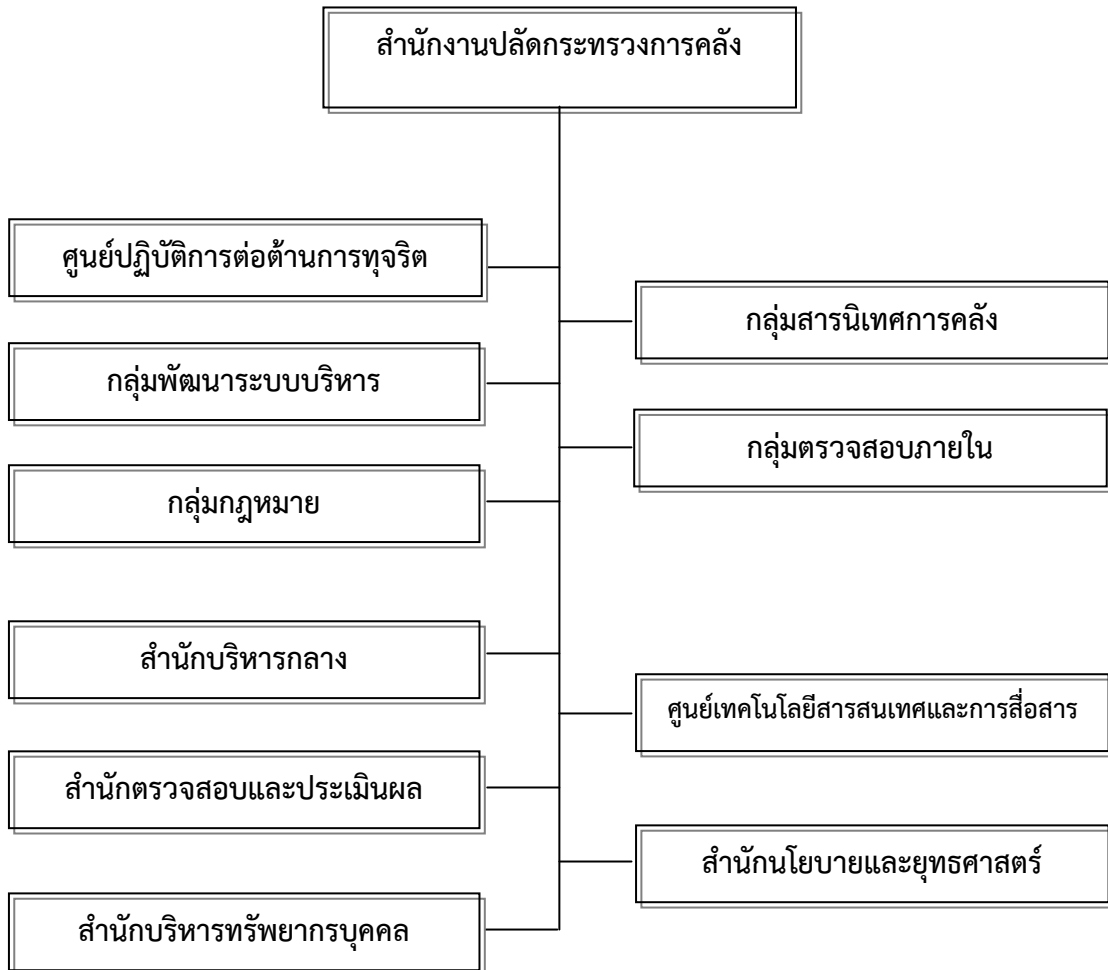 สำนักงานปลัดกระทรวงการคลัง
ศูนย์ปฏิบัติการต่อต้านการทุจริต
กลุ่มสารนิเทศการคลัง
กลุ่มพัฒนาระบบบริหาร
กลุ่มตรวจสอบภายใน
กลุ่มกฎหมาย
สำนักบริหารกลาง
ศูนย์เทคโนโลยีสารสนเทศและการสื่อสาร
สำนักตรวจสอบและประเมินผล
สำนักนโยบายและยุทธศาสตร์
สำนักบริหารทรัพยากรบุคคล